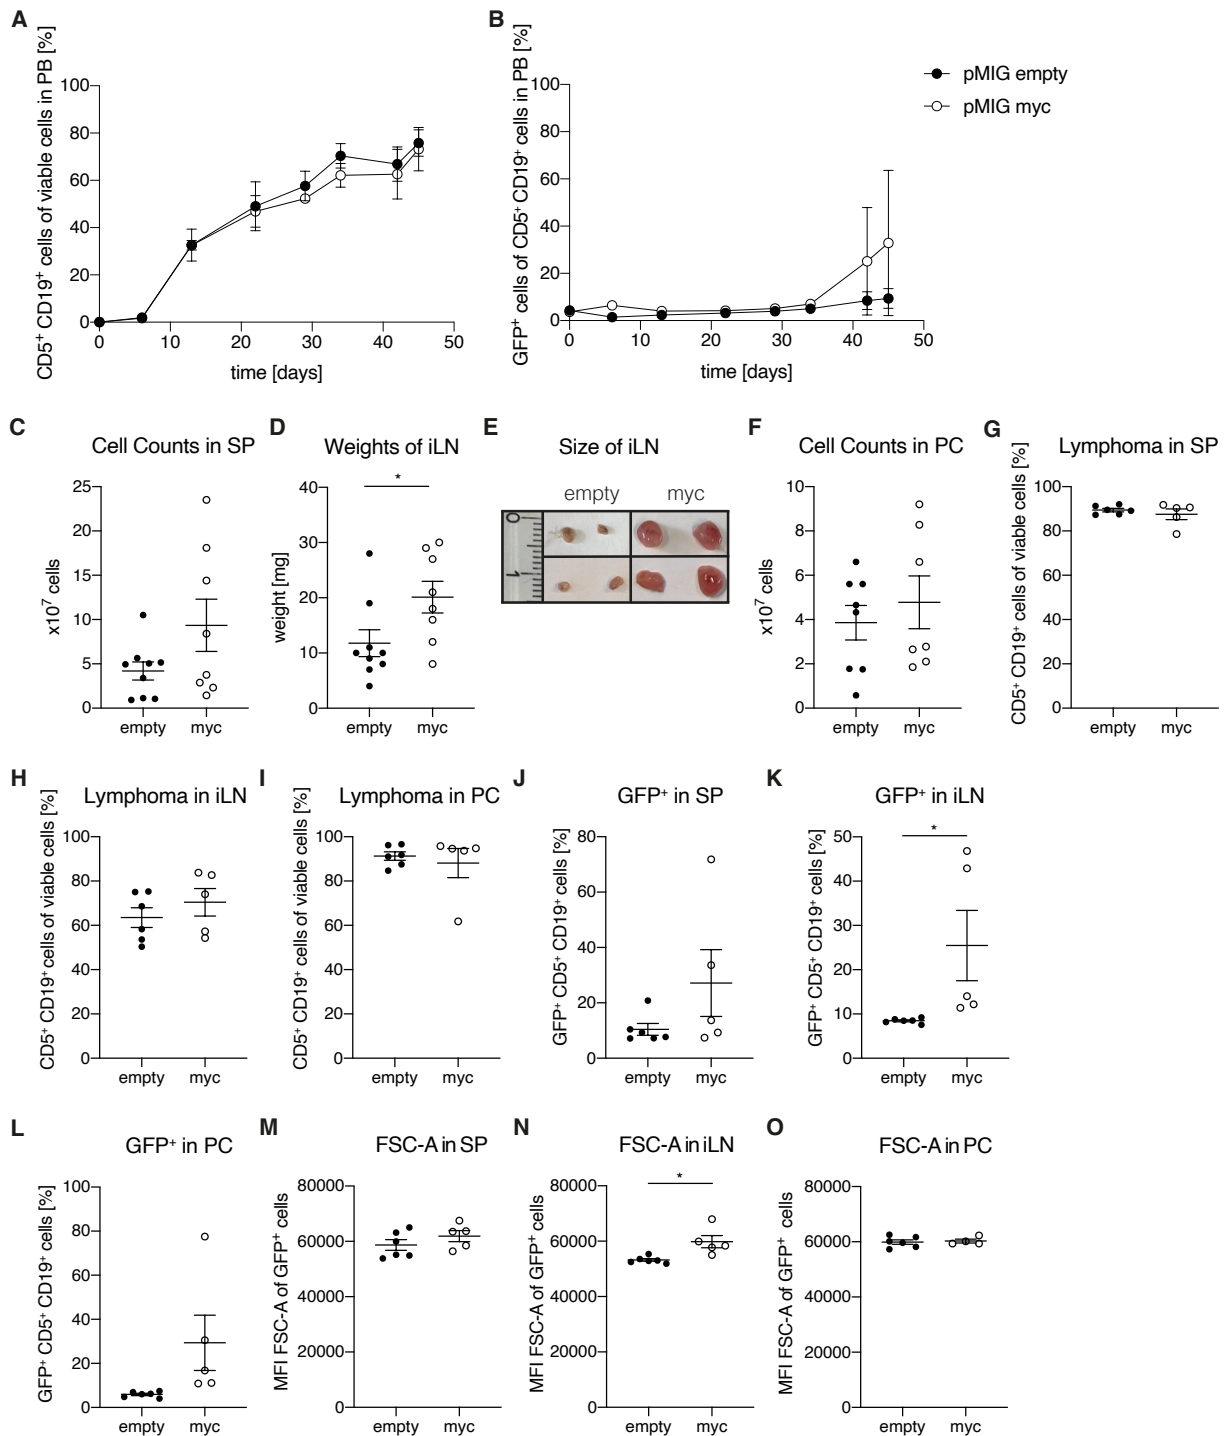 A
CD5+ CD19+ cells of viable cells in PB [%]
100
80
60
40
20
0
0 10 20 30 40 50
time [days]
B
GFP+ cells of CD5+ CD19+ cells in PB [%]
100
80
60
40
20
0
0 10 20 30 40 50
time [days]
pMIG empty
pMIG myc
C
Cell Counts in SP
x10⁷ cells
25
20
15
10
5
0
empty myc
D
Weights of iLN
*
weight [mg]
40
30
20
10
0
empty myc
E
Size of iLN
empty myc
0
1
F
Cell Counts in PC
x10⁷ cells
10
8
6
4
2
0
empty myc
G
Lymphoma in SP
CD5+ CD19+ cells of viable cells [%]
100
80
60
40
20
0
empty myc
H
Lymphoma in iLN
CD5+ CD19+ cells of viable cells [%]
100
80
60
40
20
0
empty myc
I
Lymphoma in PC
CD5+ CD19+ cells of viable cells [%]
100
80
60
40
20
0
empty myc
J
GFP+ in SP
GFP+ CD5+ CD19+ cells [%]
80
60
40
20
0
empty myc
K
GFP+ in iLN
*
GFP+ CD5+ CD19+ cells [%]
50
40
30
20
10
0
empty myc
L
GFP+ in PC
GFP+ CD5+ CD19+ cells [%]
100
80
60
40
20
0
empty myc
M
FSC-A in SP
MFI FSC-A of GFP+ cells
80000
60000
40000
20000
0
empty myc
N
FSC-A in iLN
*
MFI FSC-A of GFP+ cells
80000
60000
40000
20000
0
empty myc
O
FSC-A in PC
MFI FSC-A of GFP+ cells
80000
60000
40000
20000
0
empty myc